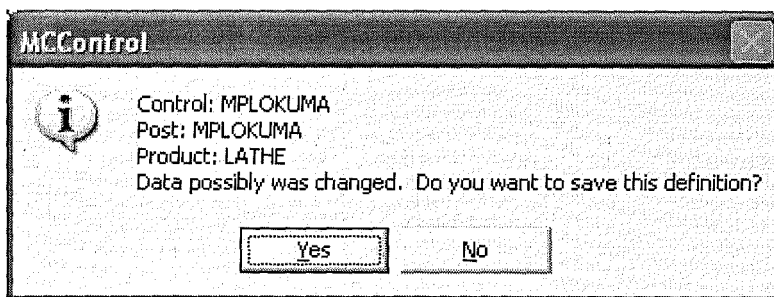 MCControl
Control: MPLOKUMA
Post: MPLOKUMA
Product: LATHE
Data possibly was changed.  Do you want to save this definition?
Yes
No